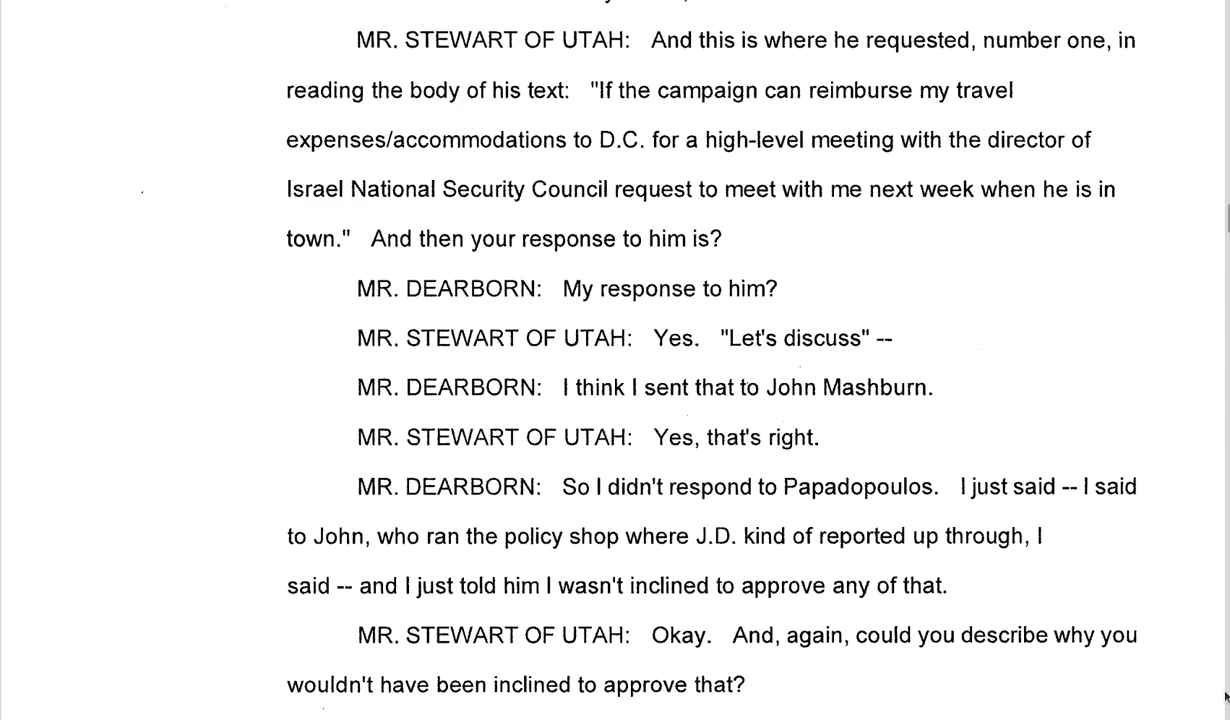 MR. STEWART OF UTAH: And this is where he requested, number one, in
reading the body of his text: "If the campaign can reimburse my travel
expenses/accommodations to D.C. for a high-level meeting with the director of
Israel National Security Council request to meet with me next week when he is in
town." And then your response to him is?
MR. DEARBORN: My response to him?
MR. STEWART OF UTAH: Yes. "Let's discuss" --
MR. DEARBORN: I think I sent that to John Mashburn.
MR. STEWART OF UTAH: Yes, that's right.
MR. DEARBORN: So I didn't respond to Papadopoulos. I just said -- I said
to John, who ran the policy shop where J.D. kind of reported up through, I
said -- and I just told him I wasn't inclined to approve any of that.
MR. STEWART OF UTAH: Okay. And, again, could you describe why you
wouldn't have been inclined to approve that?